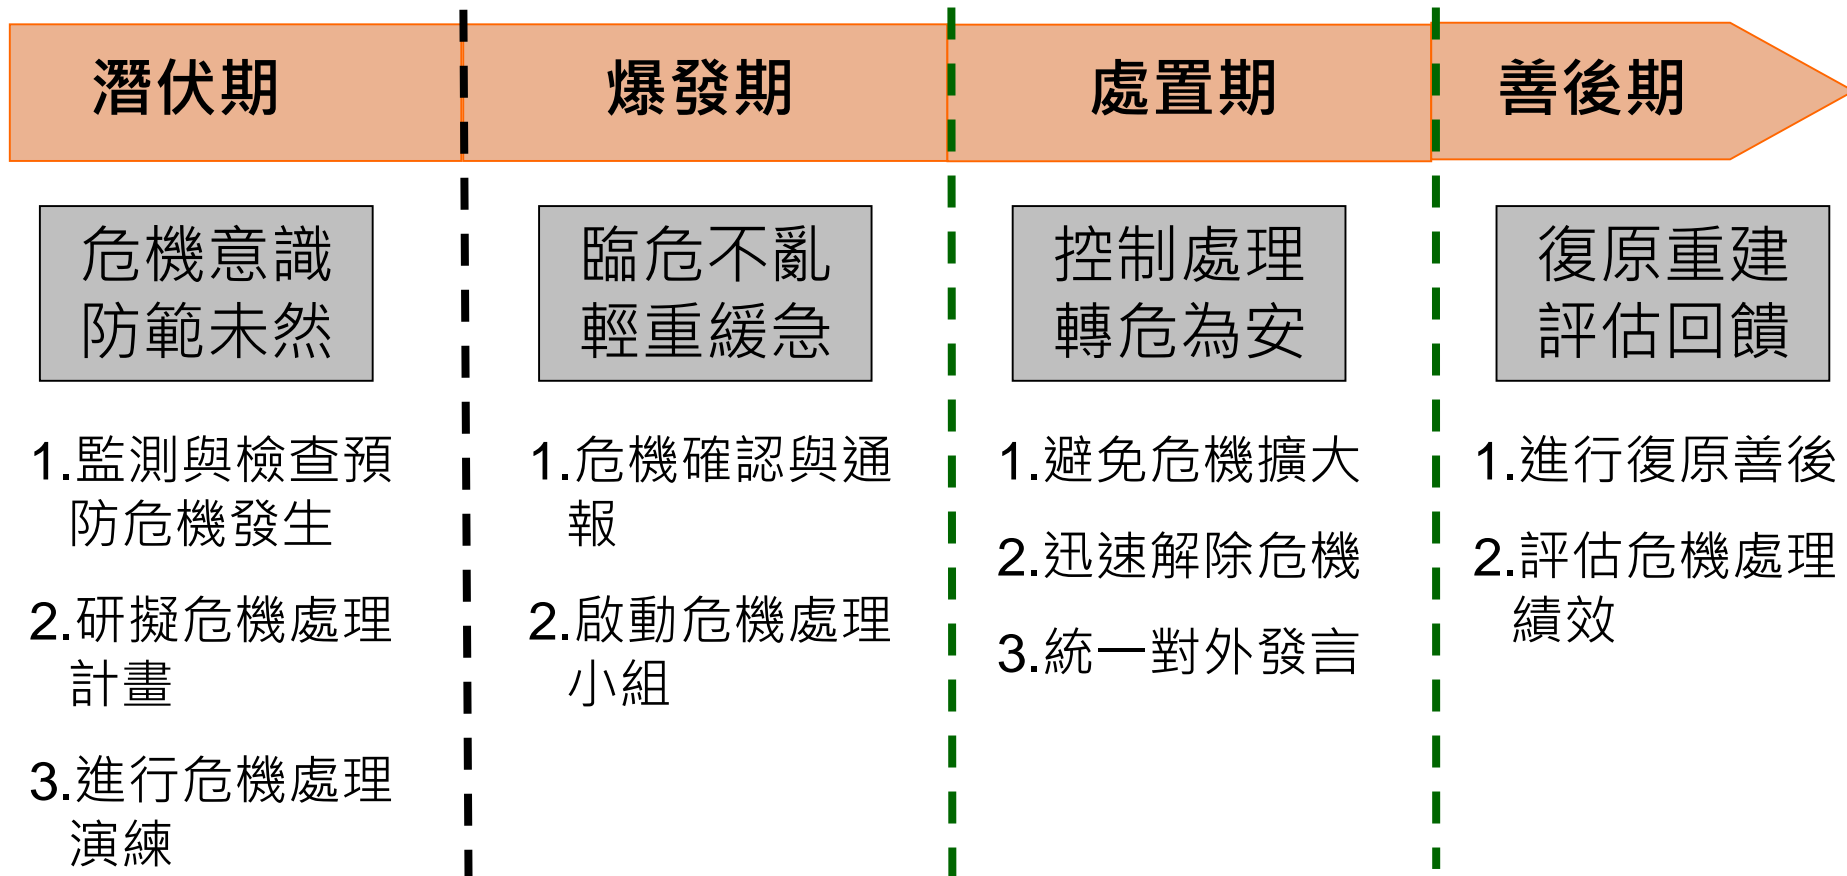 潛伏期
爆發期
處置期
善後期
危機意識
防範未然
臨危不亂
輕重緩急
控制處理
轉危為安
復原重建
評估回饋
1.監測與檢查預
防危機發生
2.研擬危機處理
計畫
3.進行危機處理
演練
1.危機確認與通
報
2.啟動危機處理
小組
1.避免危機擴大
2.迅速解除危機
3.統一對外發言
1.進行復原善後
2.評估危機處理
績效